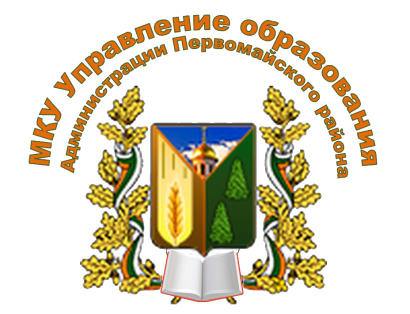 МКУ Управление образования
Администрации Первомайского района